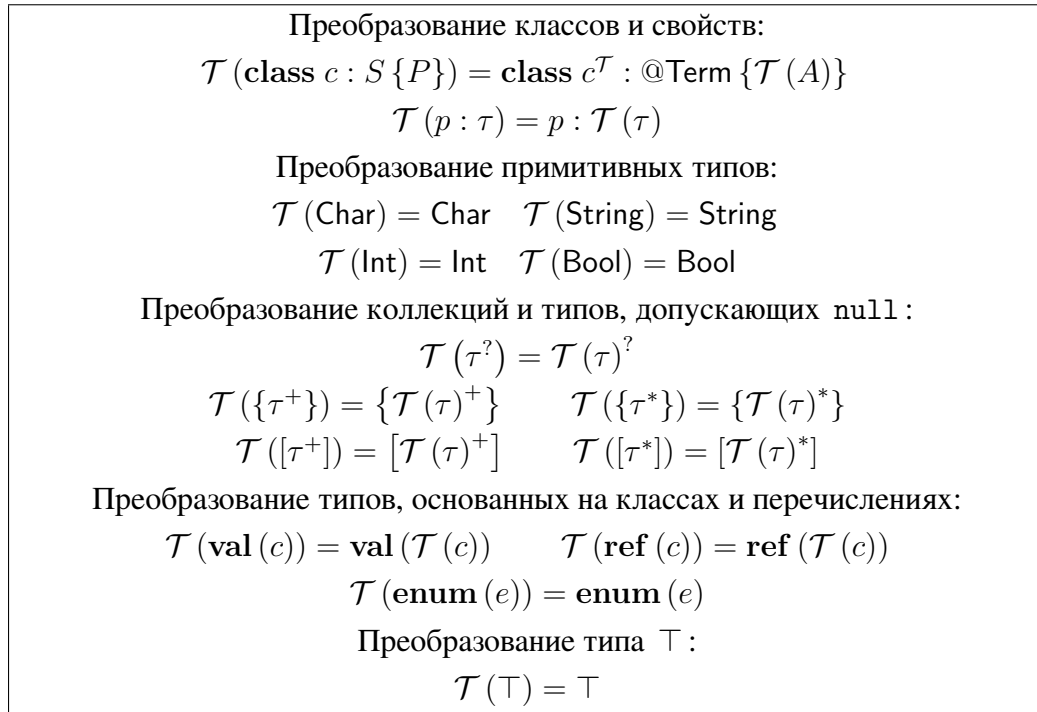 Преобразование классов и свойств:
𝒯 (class c : S {P}) = class c^𝒯 : @Term {𝒯 (A)}
𝒯 (p : τ) = p : 𝒯 (τ)
Преобразование примитивных типов:
𝒯 (Char) = Char 𝒯 (String) = String
𝒯 (Int) = Int 𝒯 (Bool) = Bool
Преобразование коллекций и типов, допускающих null :
𝒯 (τ^?) = 𝒯 (τ)^?
𝒯 ({τ^+}) = {𝒯 (τ)^+} 𝒯 ({τ^*}) = {𝒯 (τ)^*}
𝒯 ([τ^+]) = [𝒯 (τ)^+] 𝒯 ([τ^*]) = [𝒯 (τ)^*]
Преобразование типов, основанных на классах и перечислениях:
𝒯 (val (c)) = val (𝒯 (c)) 𝒯 (ref (c)) = ref (𝒯 (c))
𝒯 (enum (e)) = enum (e)
Преобразование типа ⊤ :
𝒯 (⊤) = ⊤